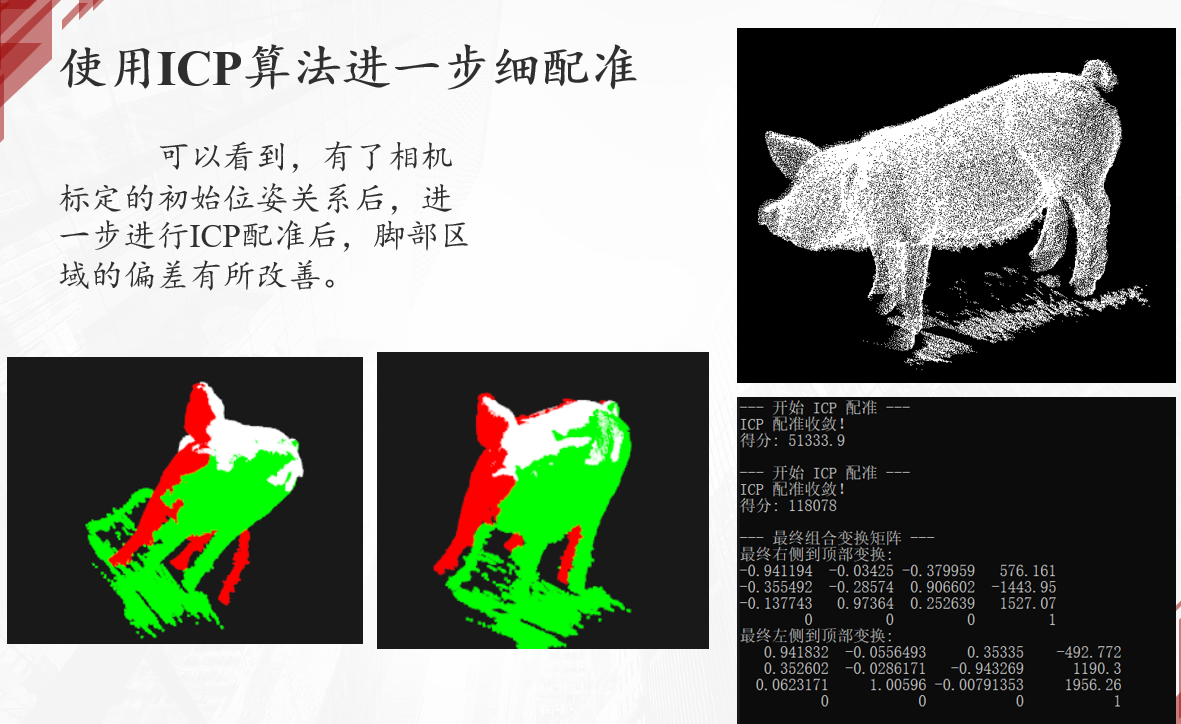 使用ICP算法进一步细配准
可以看到，有了相机
标定的初始位姿关系后，进
一步进行ICP配准后，脚部区
域的偏差有所改善。
--- 开始 ICP 配准 ---
ICP 配准收敛!
得分: 51333.9
--- 开始 ICP 配准 ---
ICP 配准收敛!
得分: 118078
--- 最终组合变换矩阵 ---
最终右侧到顶部变换:
-0.941194 -0.03425 -0.379959 576.161
-0.355492 -0.28574 0.906602 -1443.95
-0.137743 0.97364 0.252639 1527.07
0 0 0 1
最终左侧到顶部变换:
0.941832 -0.0556493 0.35335 -492.772
0.352602 -0.0286171 -0.943269 1190.3
0.0623171 1.00596 -0.00791353 1956.26
0 0 0 1